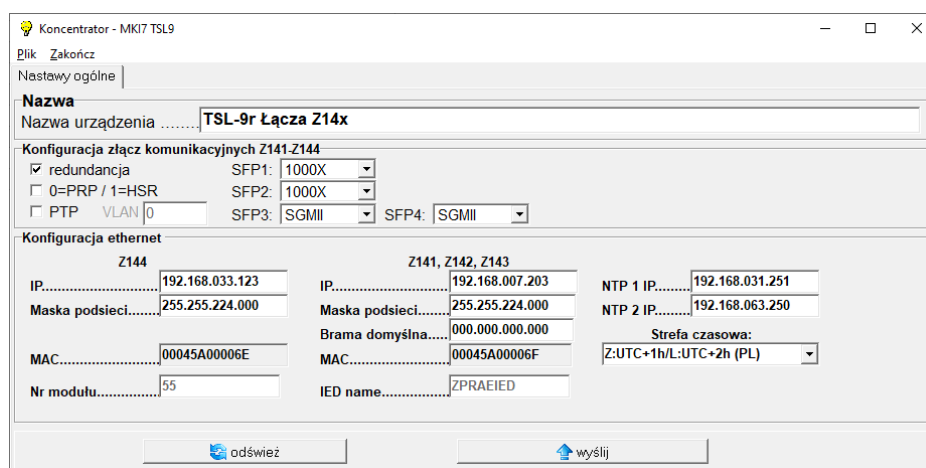 Koncentrator - MKI7 TSL9
Plik Zakończ
Nastawy ogólne
Nazwa
Nazwa urządzenia ........ TSL-9r Łącza Z14x
Konfiguracja złącz komunikacyjnych Z141-Z144
redundancja SFP1: 1000X
0=PRP / 1=HSR SFP2: 1000X
PTP VLAN 0 SFP3: SGMII SFP4: SGMII
Konfiguracja ethernet
Z144 Z141, Z142, Z143
IP............................. 192.168.033.123 IP............................. 192.168.007.203 NTP 1 IP......... 192.168.031.251
Maska podsieci........ 255.255.224.000 Maska podsieci........ 255.255.224.000 NTP 2 IP......... 192.168.063.250
Brama domyślna..... 000.000.000.000 Strefa czasowa:
MAC......................... 00045A00006E MAC......................... 00045A00006F Z:UTC+1h/L:UTC+2h (PL)
Nr modułu................ 55 IED name................. ZPRAEIED
odśwież wyślij